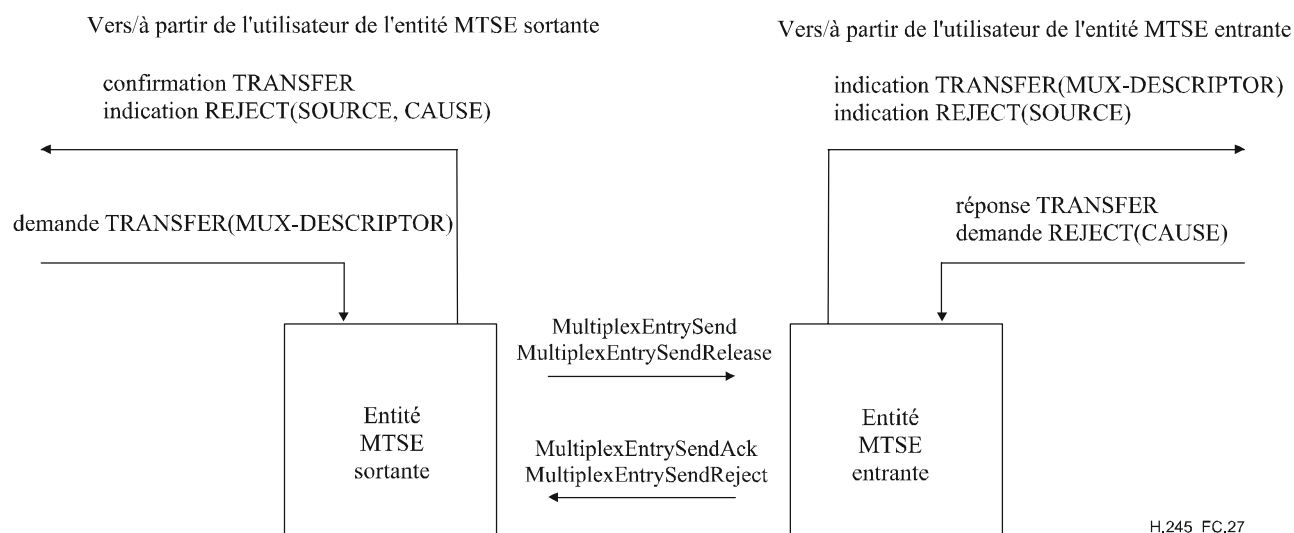 Vers/à partir de l'utilisateur de l'entité MTSE sortante
Vers/à partir de l'utilisateur de l'entité MTSE entrante
confirmation TRANSFER
indication REJECT(SOURCE, CAUSE)
indication TRANSFER(MUX-DESCRIPTOR)
indication REJECT(SOURCE)
demande TRANSFER(MUX-DESCRIPTOR)
réponse TRANSFER
demande REJECT(CAUSE)
MultiplexEntrySend
MultiplexEntrySendRelease
Entité
MTSE
sortante
MultiplexEntrySendAck
MultiplexEntrySendReject
Entité
MTSE
entrante
H.245_FC.27